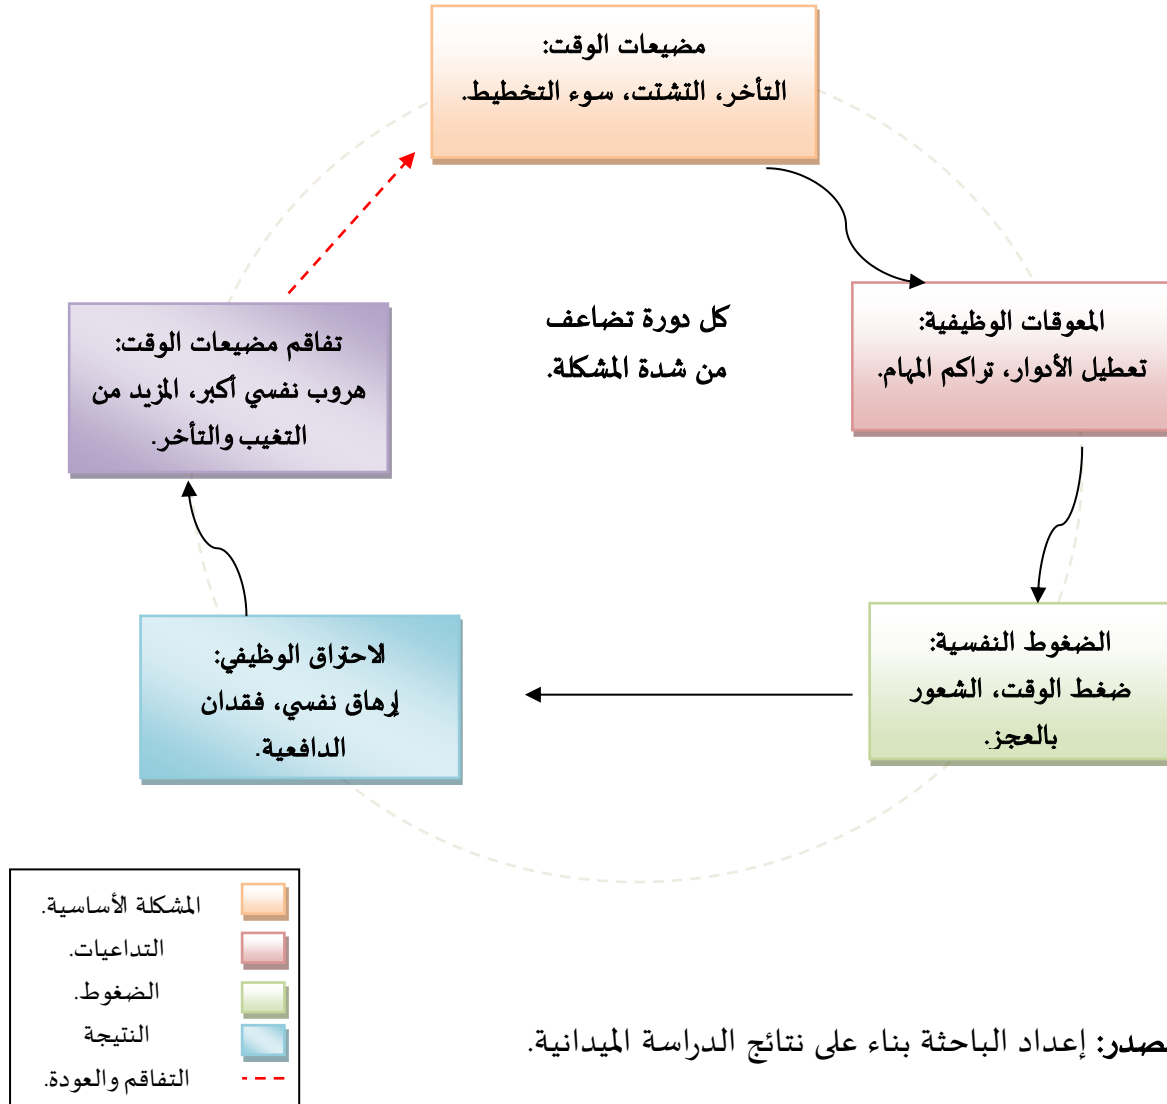 مضيعات الوقت:
التأخر، التشتت، سوء التخطيط.
المعوقات الوظيفية:
تعطيل الأدوار، تراكم المهام.
كل دورة تضاعف
من شدة المشكلة.
تفاقم مضيعات الوقت:
هروب نفسي أكبر، المزيد من
التغيب والتأخر.
الضغوط النفسية:
ضغط الوقت، الشعور
بالعجز.
الاحتراق الوظيفي:
إرهاق نفسي، فقدان
الدافعية.
المشكلة الأساسية.
التداعيات.
الضغوط.
النتيجة
التفاقم والعودة.
صدر: إعداد الباحثة بناء على نتائج الدراسة الميدانية.